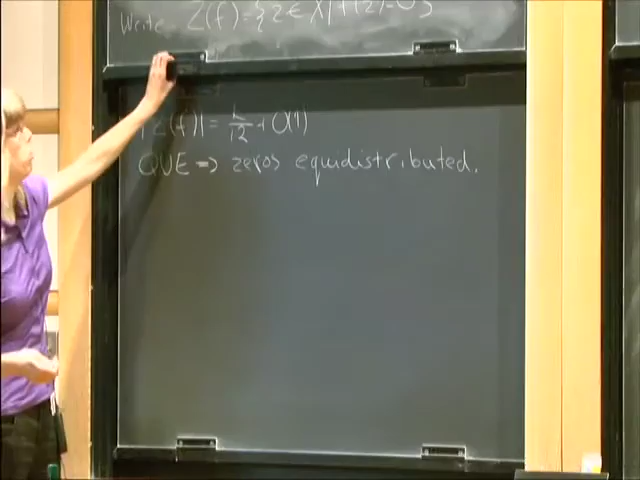 Write Z(f) = {z ∈ X | f(z) = 0}
|Z(f)| = k/12 + O(1)
QUE ⇒ zeros equidistributed.